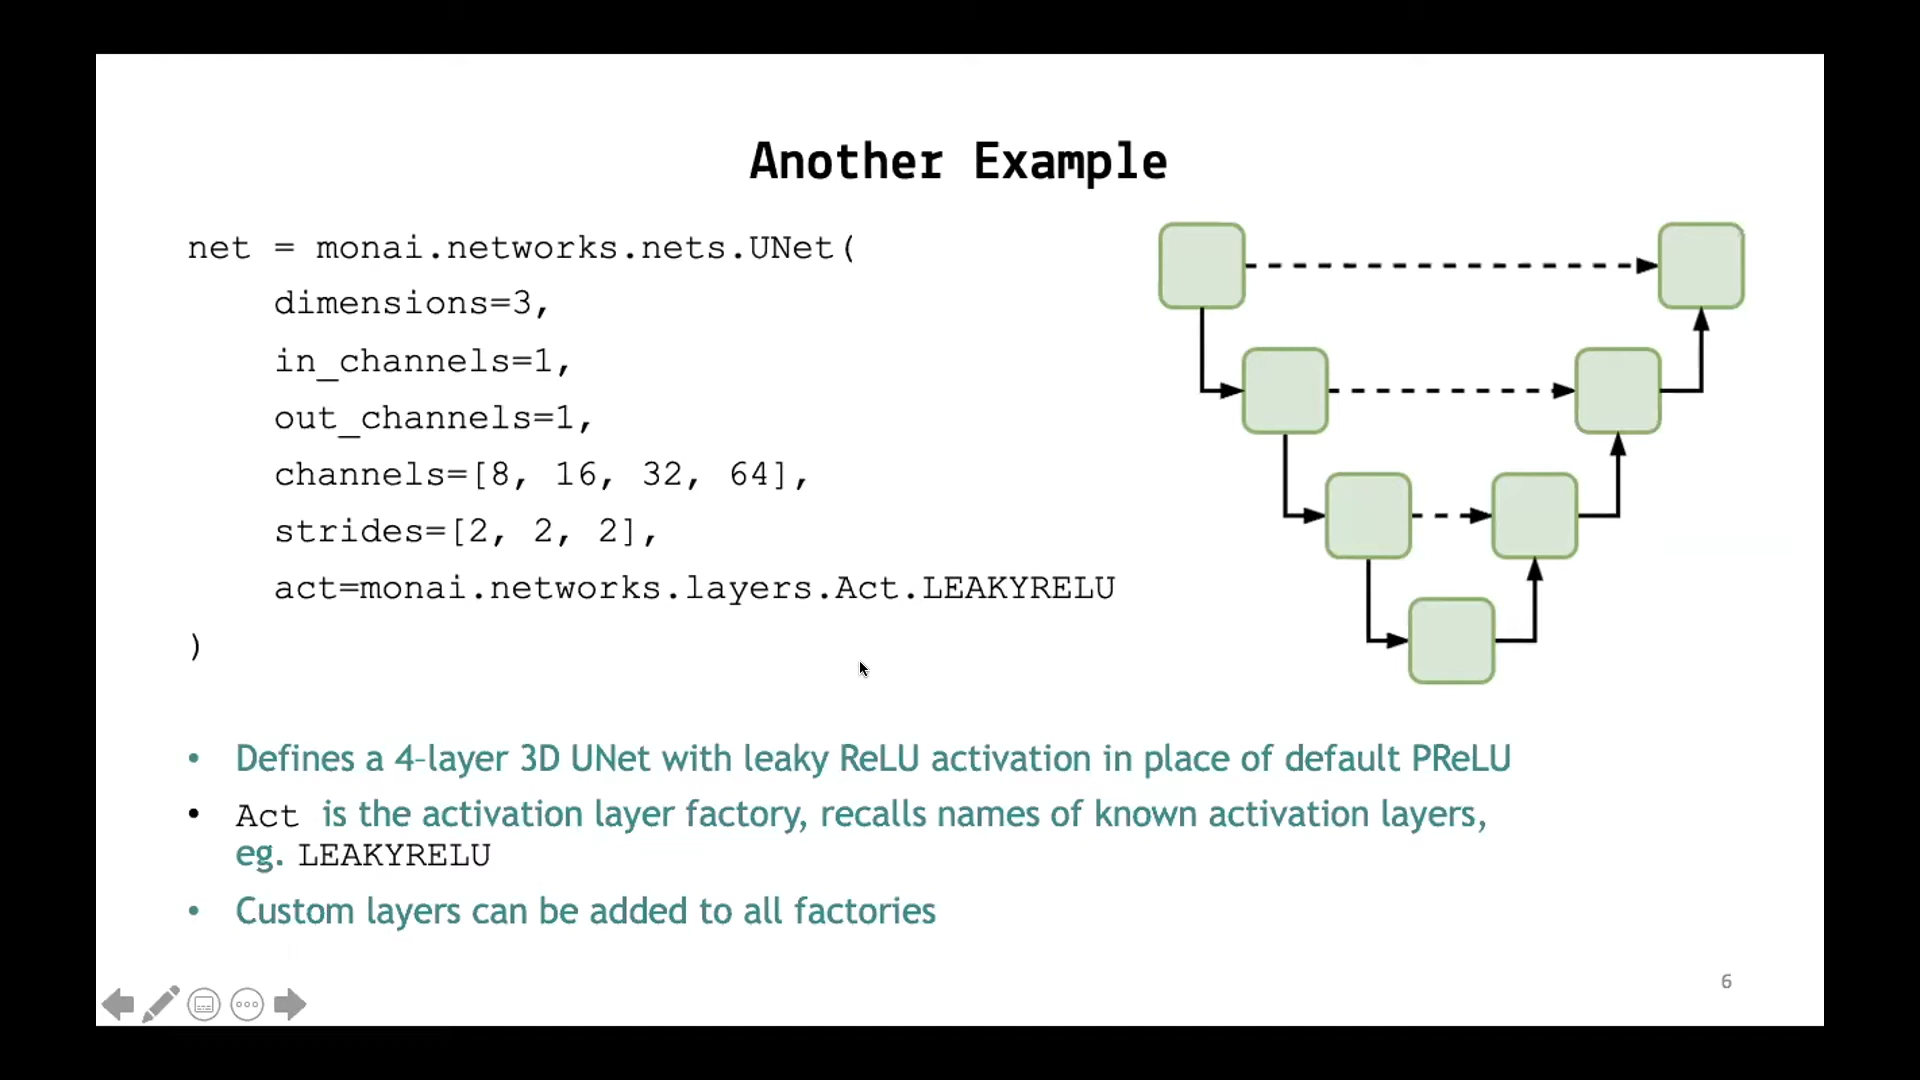 Another Example
net = monai.networks.nets.UNet(
dimensions=3,
in_channels=1,
out_channels=1,
channels=[8, 16, 32, 64],
strides=[2, 2, 2],
act=monai.networks.layers.Act.LEAKYRELU
)
• Defines a 4-layer 3D UNet with leaky ReLU activation in place of default PReLU
• Act is the activation layer factory, recalls names of known activation layers,
eg. LEAKYRELU
• Custom layers can be added to all factories
6